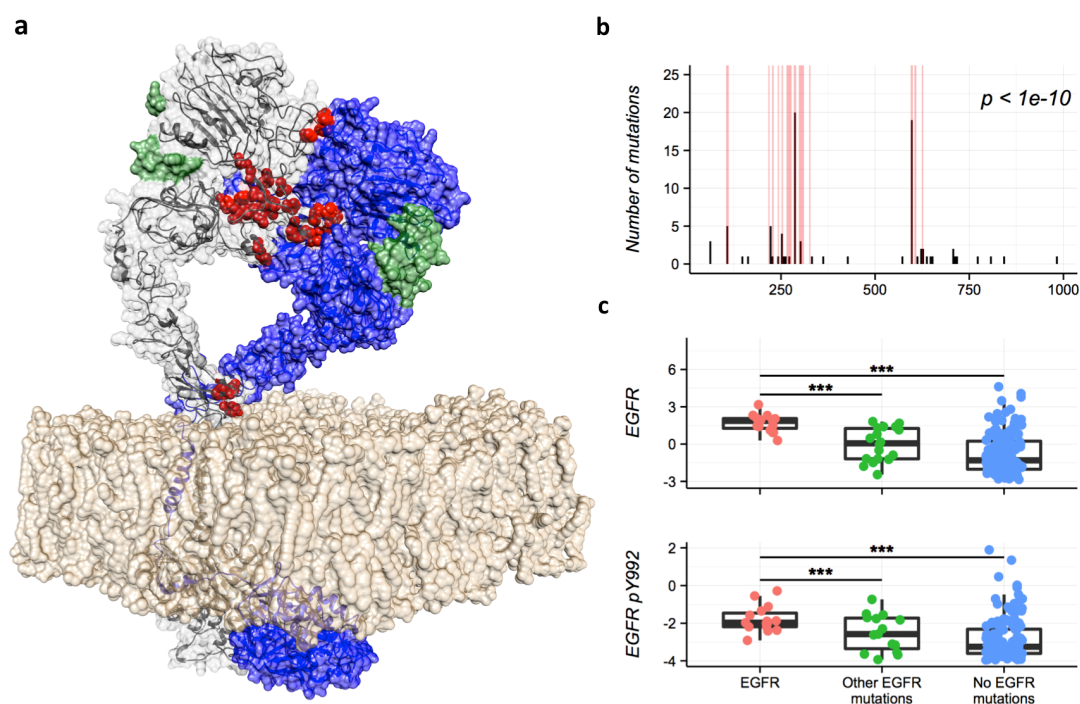 a
b
Number of mutations
25
20
15
10
5
0
p < 1e-10
250
500
750
1000
c
EGFR
6
3
0
-3
***
***
EGFR pY992
2
0
-2
-4
***
***
EGFR
Other EGFR
mutations
No EGFR
mutations